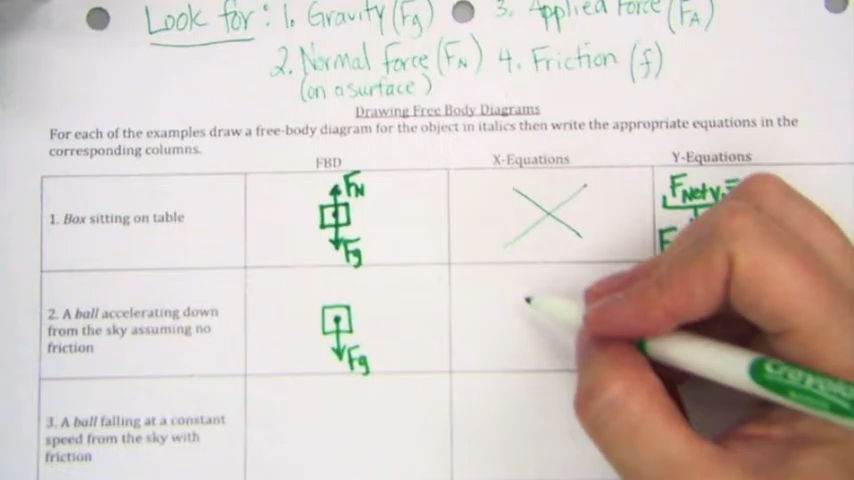 Look for: 1. Gravity (Fg) 3. Applied Force (FA)
2. Normal Force (FN) 4. Friction (f)
(on a surface)
Drawing Free Body Diagrams
For each of the examples draw a free-body diagram for the object in italics then write the appropriate equations in the
corresponding columns.
FBD X-Equations Y-Equations
FN
1. Box sitting on table
Fg
FNety =
F
2. A ball accelerating down
from the sky assuming no
friction
Fg
3. A ball falling at a constant
speed from the sky with
friction